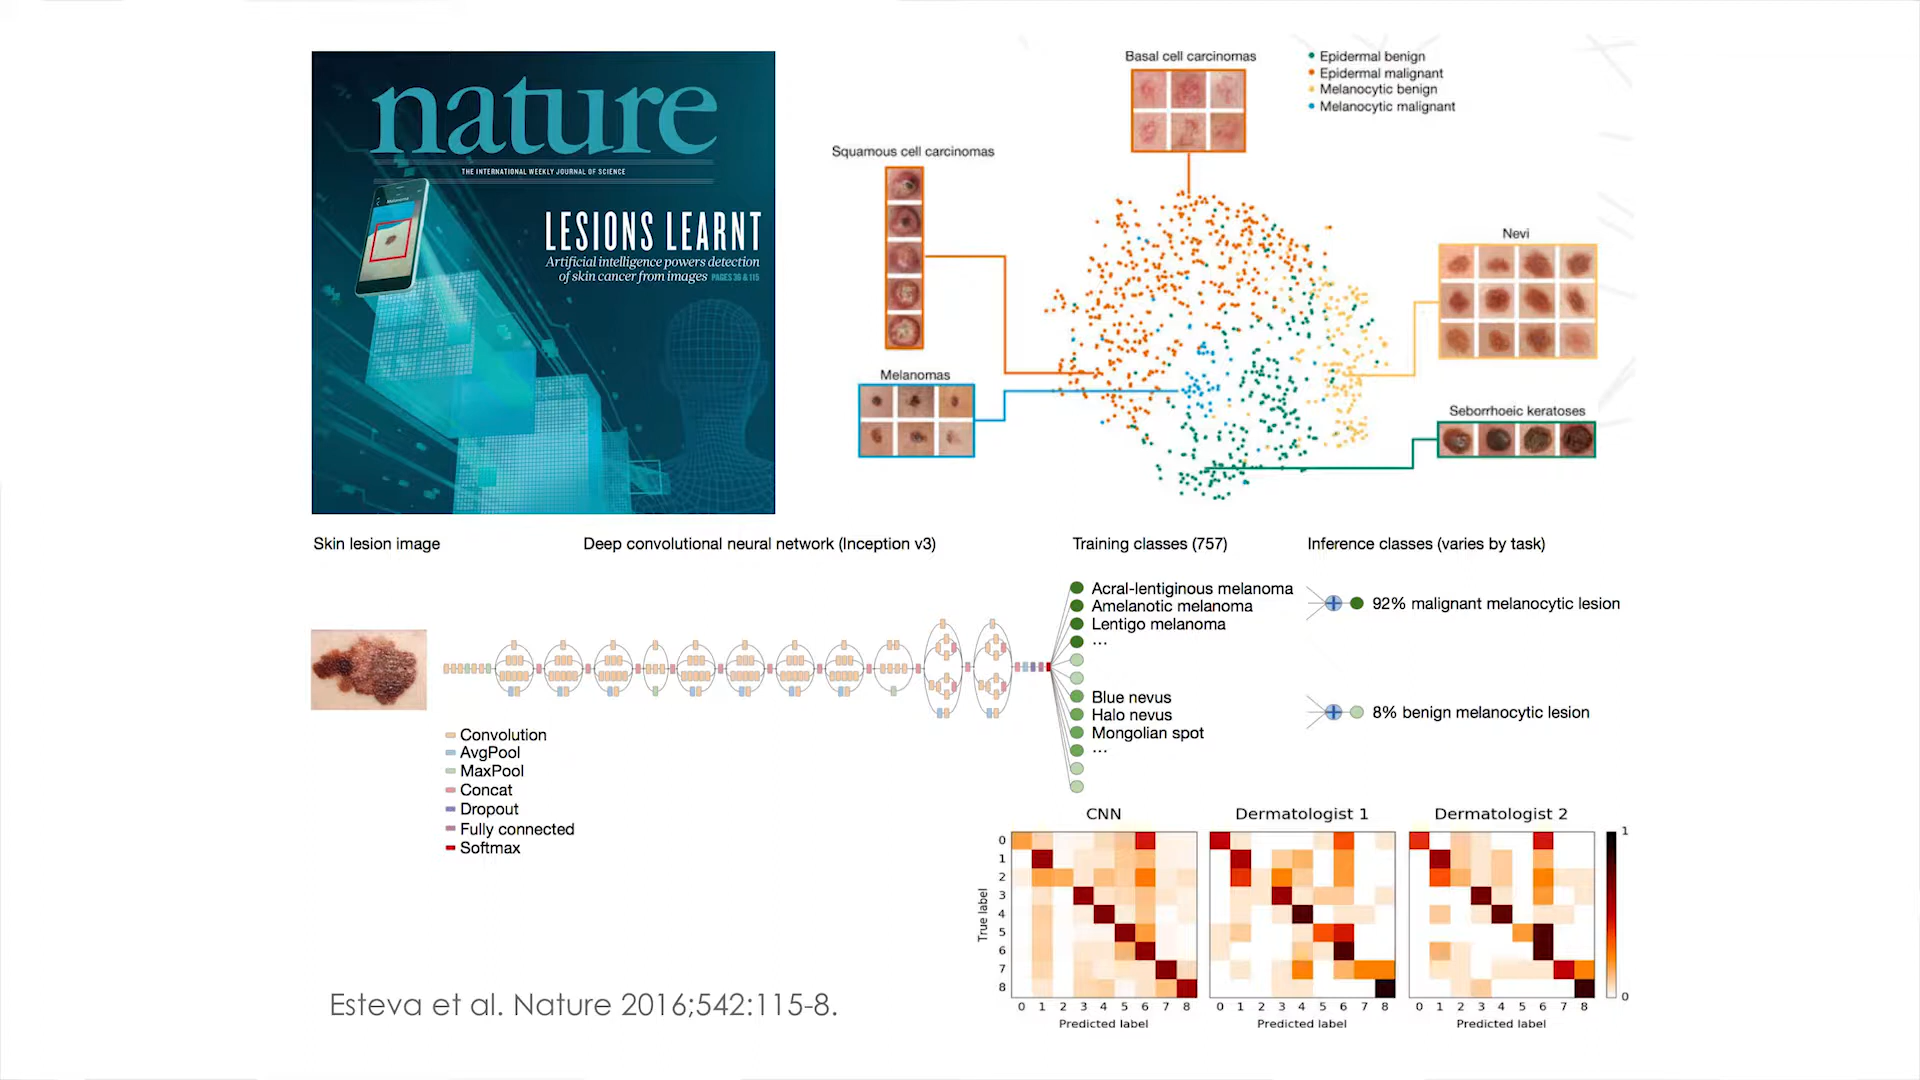 nature
THE INTERNATIONAL WEEKLY JOURNAL OF SCIENCE
LESIONS LEARNT
Artificial intelligence powers detection
of skin cancer from images PAGES 36 & 115
Basal cell carcinomas
Epidermal benign
Epidermal malignant
Melanocytic benign
Melanocytic malignant
Squamous cell carcinomas
Nevi
Melanomas
Seborrhoeic keratoses
Skin lesion image
Deep convolutional neural network (Inception v3)
Training classes (757)
Inference classes (varies by task)
Acral-lentiginous melanoma
Amelanotic melanoma
Lentigo melanoma
...
Blue nevus
Halo nevus
Mongolian spot
...
92% malignant melanocytic lesion
8% benign melanocytic lesion
Convolution
AvgPool
MaxPool
Concat
Dropout
Fully connected
Softmax
CNN
Dermatologist 1
Dermatologist 2
True label
0
1
2
3
4
5
6
7
8
0 1 2 3 4 5 6 7 8
0 1 2 3 4 5 6 7 8
0 1 2 3 4 5 6 7 8
Predicted label
Predicted label
Predicted label
1
0
Esteva et al. Nature 2016;542:115-8.